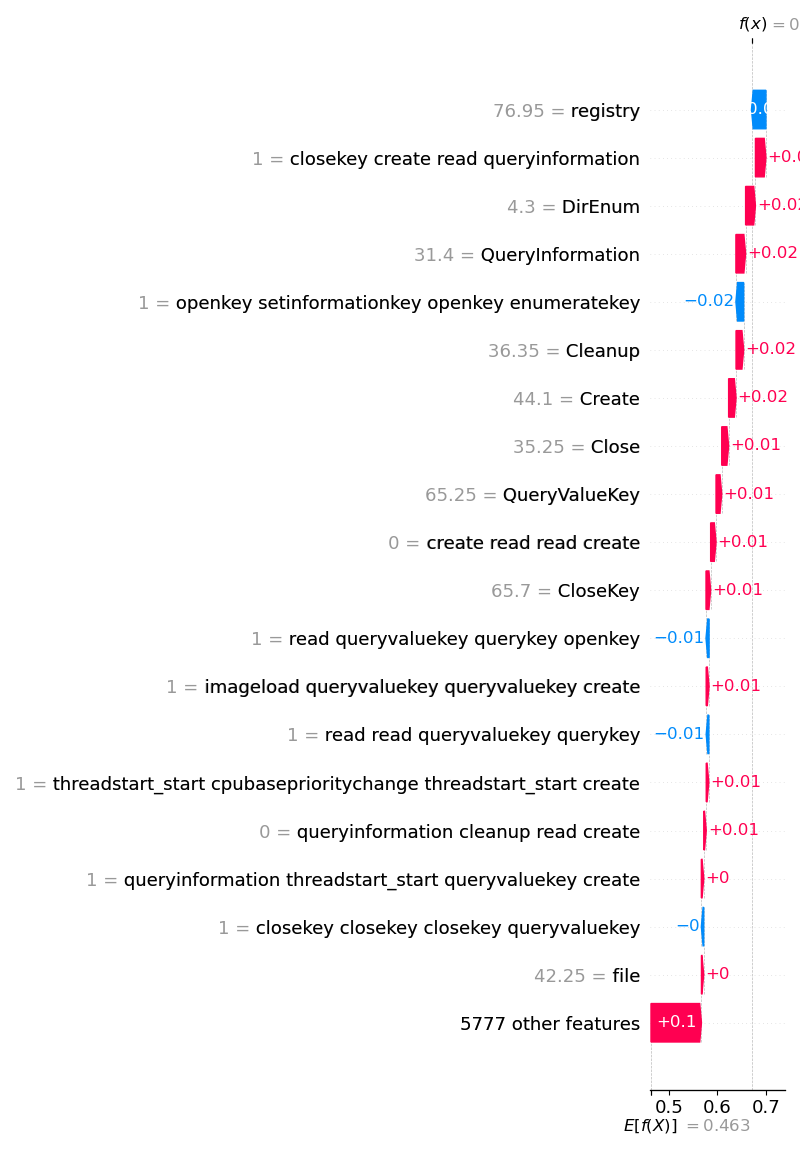 f(x) = 0
76.95 = registry
1 = closekey create read queryinformation
4.3 = DirEnum +0.02
31.4 = QueryInformation +0.02
1 = openkey setinformationkey openkey enumeratekey −0.02
36.35 = Cleanup +0.02
44.1 = Create +0.02
35.25 = Close +0.01
65.25 = QueryValueKey +0.01
0 = create read read create +0.01
65.7 = CloseKey +0.01
1 = read queryvaluekey querykey openkey −0.01
1 = imageload queryvaluekey queryvaluekey create +0.01
1 = read read queryvaluekey querykey −0.01
1 = threadstart_start cpubaseprioritychange threadstart_start create +0.01
0 = queryinformation cleanup read create +0.01
1 = queryinformation threadstart_start queryvaluekey create +0
1 = closekey closekey closekey queryvaluekey −0
42.25 = file +0
5777 other features +0.1
0.5 0.6 0.7
E[f(X)] = 0.463